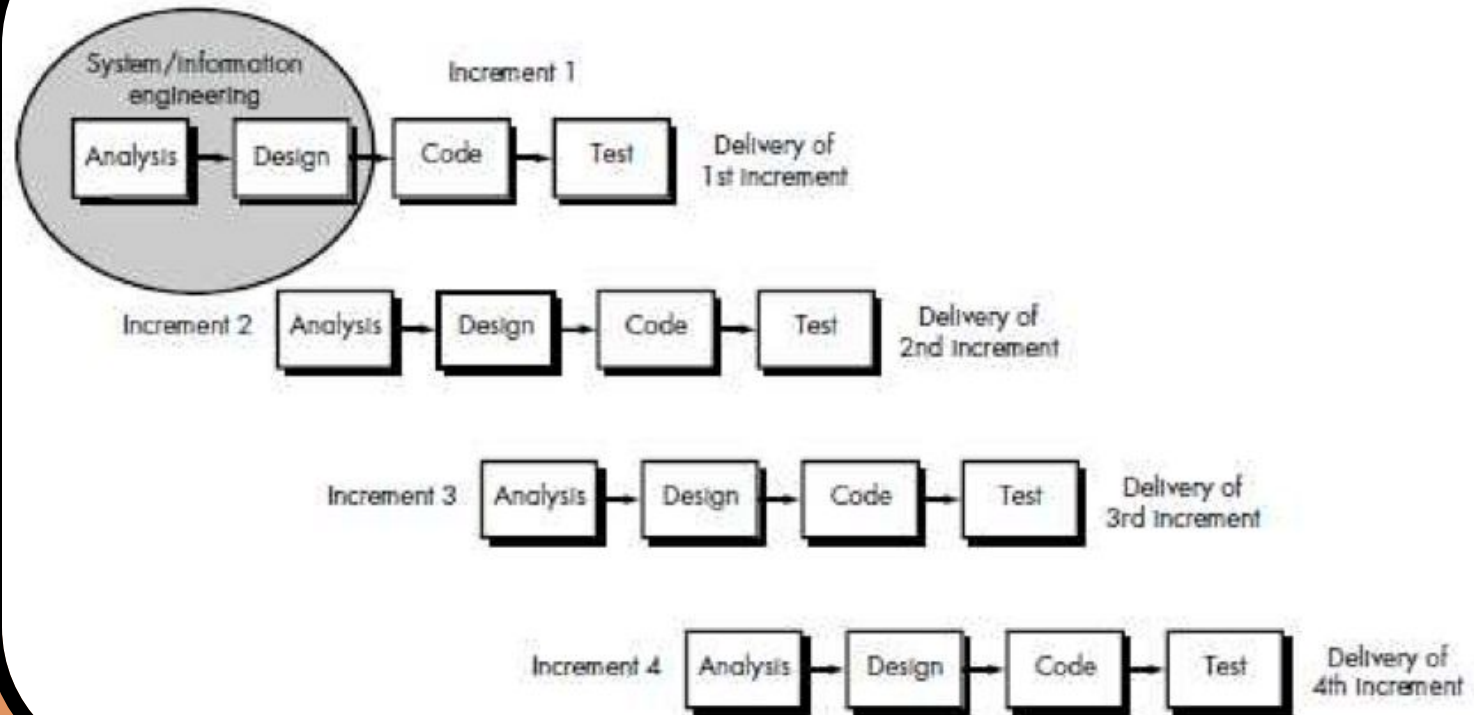 System/information
engineering
Increment 1
Analysis
Design
Code
Test
Delivery of
1st increment
Increment 2
Analysis
Design
Code
Test
Delivery of
2nd increment
Increment 3
Analysis
Design
Code
Test
Delivery of
3rd increment
Increment 4
Analysis
Design
Code
Test
Delivery of
4th increment